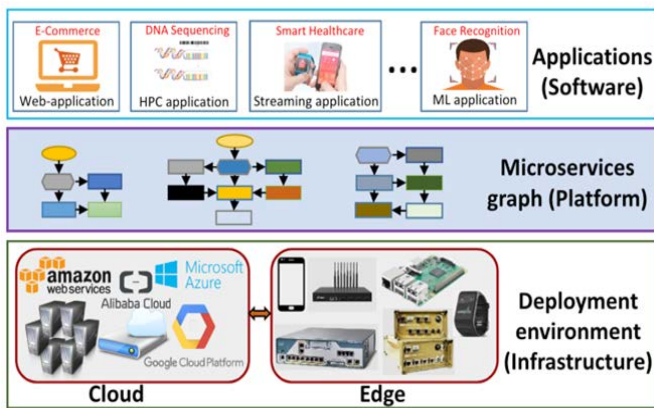 E-Commerce
Web-application
DNA Sequencing
HPC application
Smart Healthcare
Streaming application
...
Face Recognition
ML application
Applications
(Software)
Microservices
graph (Platform)
amazon
web services
Alibaba Cloud
Microsoft
Azure
Google Cloud Platform
Cloud
Edge
Deployment
environment
(Infrastructure)